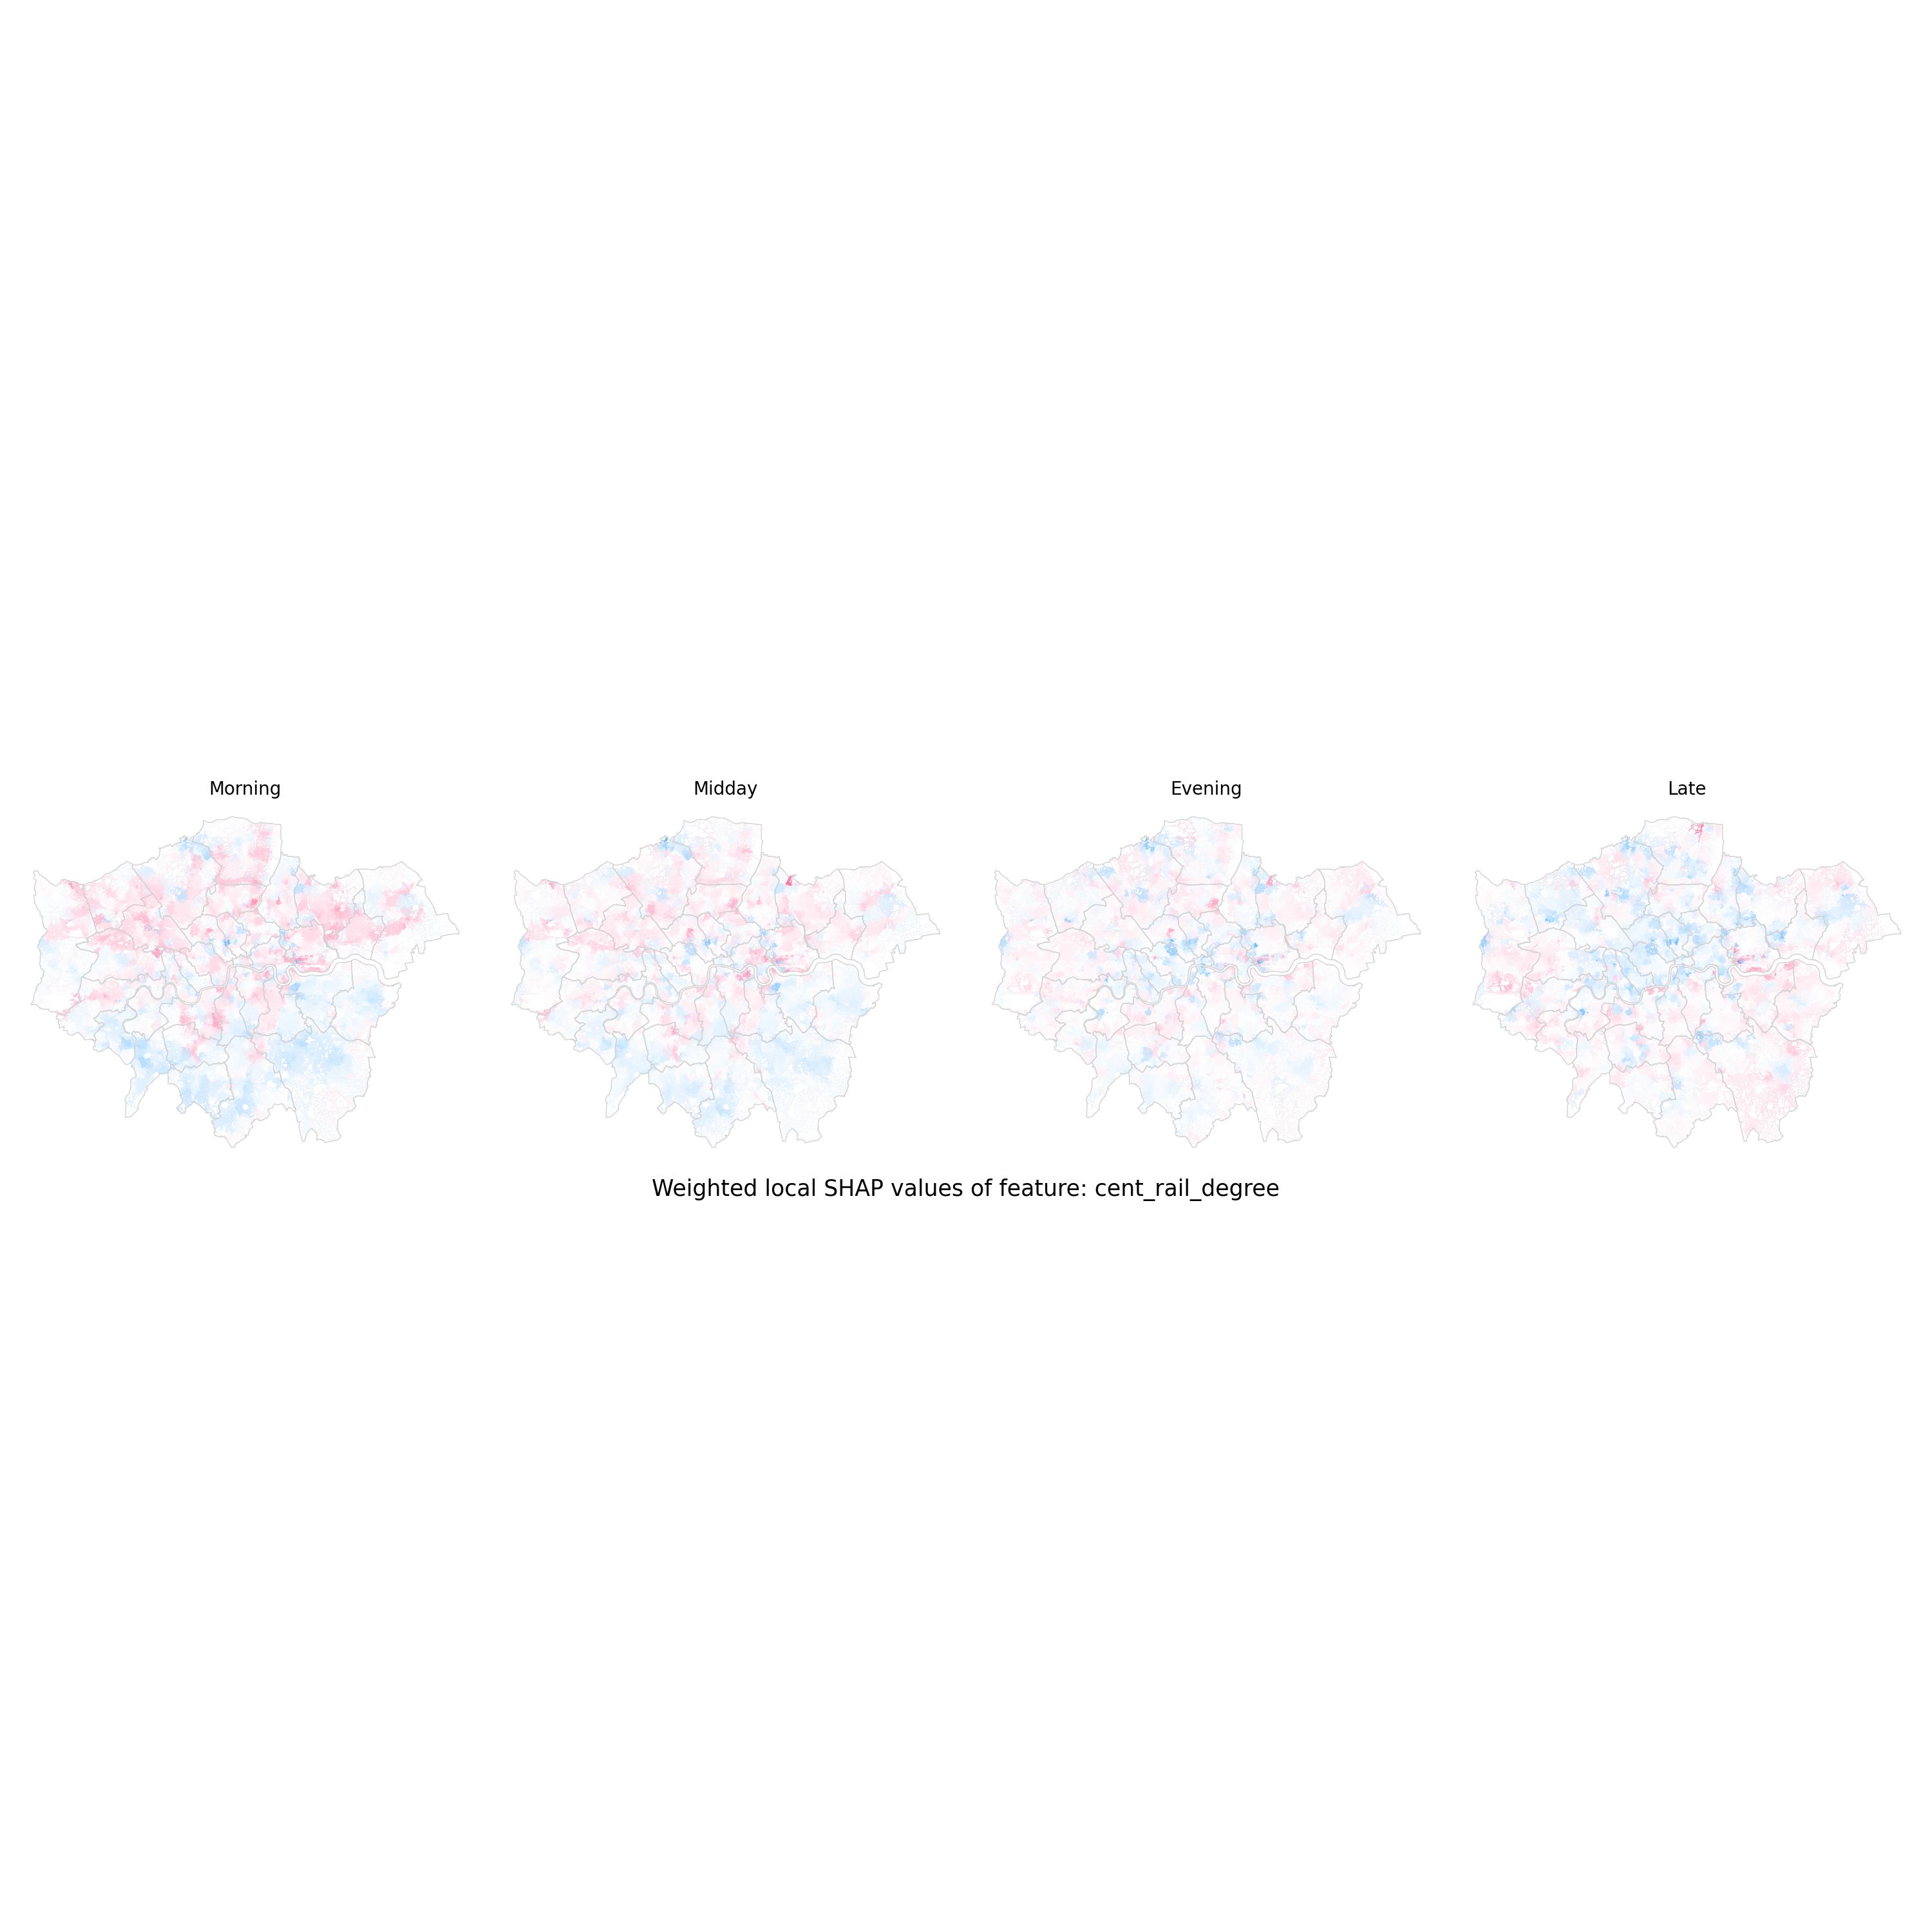 Morning
Midday
Evening
Late
Weighted local SHAP values of feature: cent_rail_degree